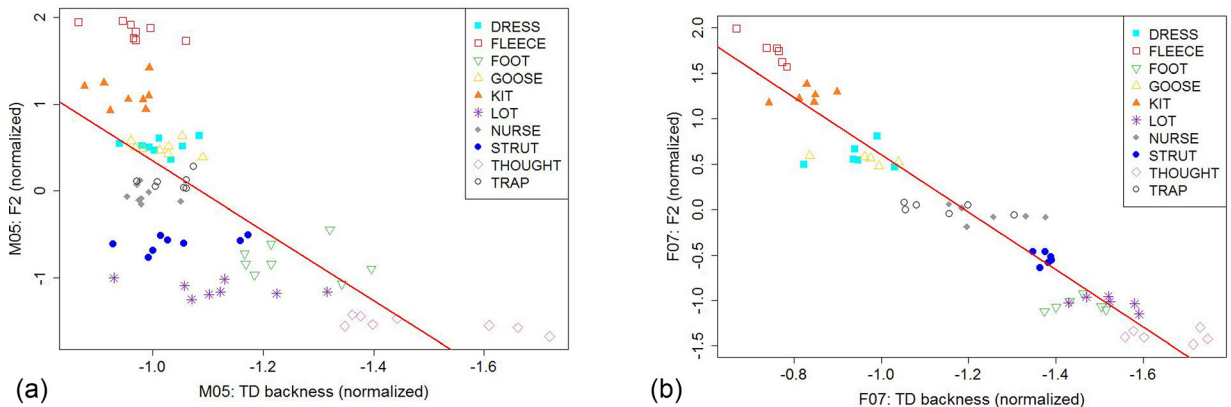 2
1
0
-1
M05: F2 (normalized)
DRESS
FLEECE
FOOT
GOOSE
KIT
LOT
NURSE
STRUT
THOUGHT
TRAP
-1.0 -1.2 -1.4 -1.6
(a) M05: TD backness (normalized)
2.0
1.5
1.0
0.5
0.0
-0.5
-1.0
-1.5
F07: F2 (normalized)
DRESS
FLEECE
FOOT
GOOSE
KIT
LOT
NURSE
STRUT
THOUGHT
TRAP
-0.8 -1.0 -1.2 -1.4 -1.6
(b) F07: TD backness (normalized)